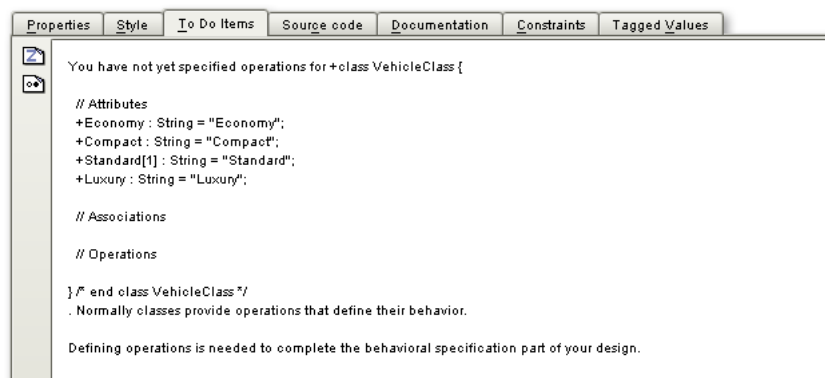 Properties Style To Do Items Source code Documentation Constraints Tagged Values
You have not yet specified operations for +class VehicleClass {
// Attributes
+Economy : String = "Economy";
+Compact : String = "Compact";
+Standard[1] : String = "Standard";
+Luxury : String = "Luxury";
// Associations
// Operations
} /* end class VehicleClass */
. Normally classes provide operations that define their behavior.
Defining operations is needed to complete the behavioral specification part of your design.